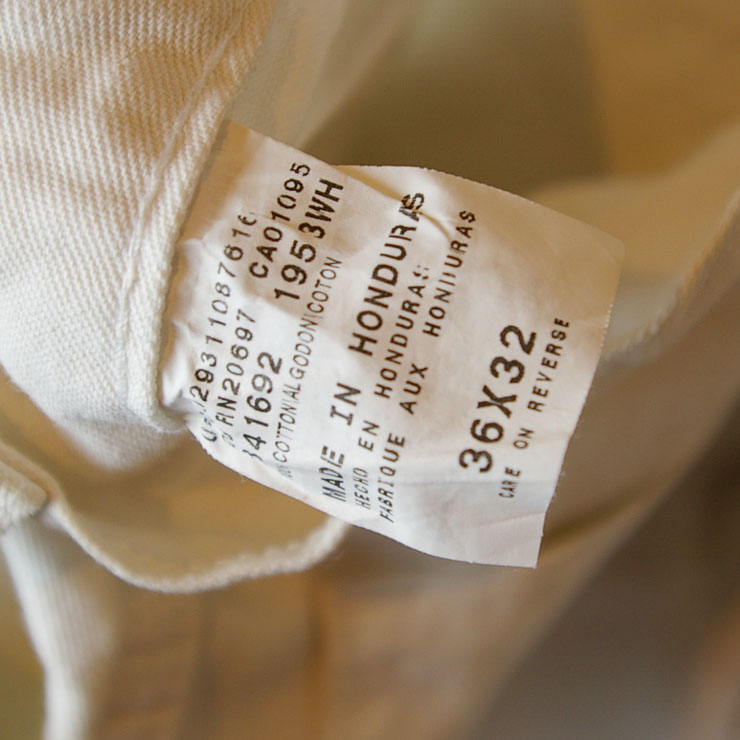 029311087616
RN20697 CA01095
341692 1953WH
COTTON|ALGODON|COTON
MADE IN HONDURAS
HECHO EN HONDURAS
FABRIQUE AUX HONDURAS
36X32
CARE ON REVERSE